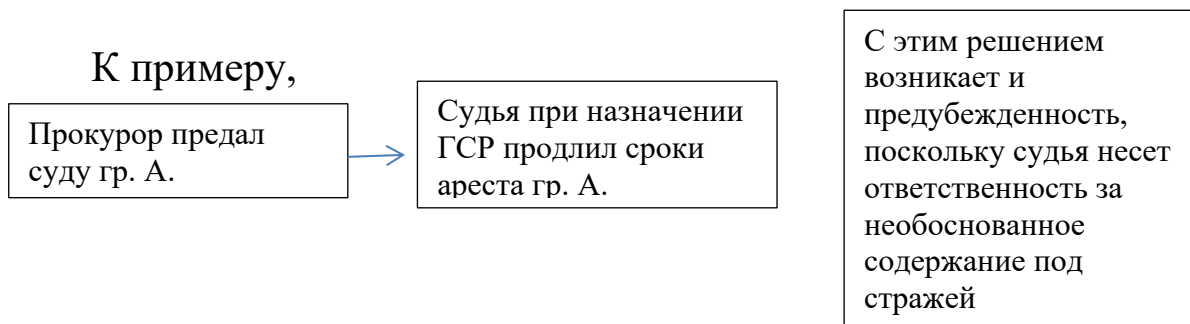 К примеру,
Прокурор предал
суду гр. А.
Судья при назначении
ГСР продлил сроки
ареста гр. А.
С этим решением
возникает и
предубежденность,
поскольку судья несет
ответственность за
необоснованное
содержание под
стражей